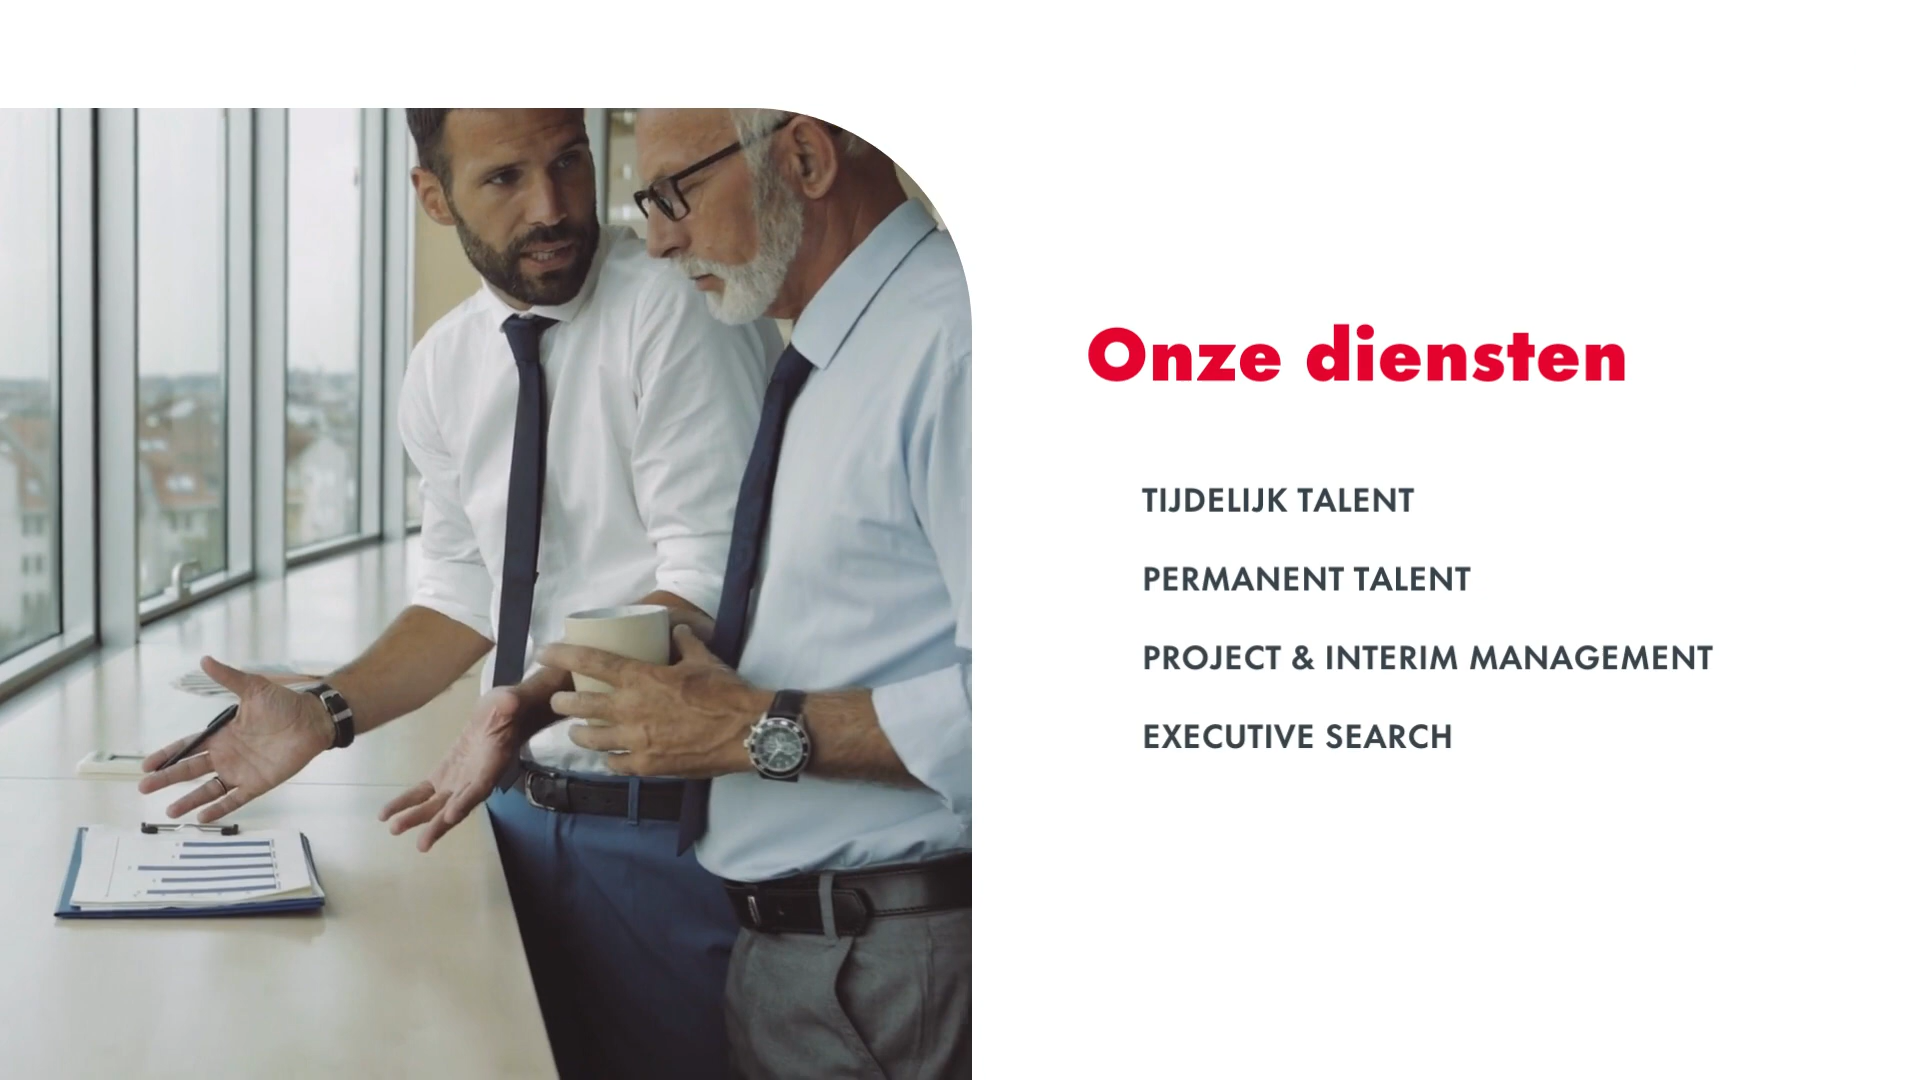 Onze diensten
TIJDELIJK TALENT
PERMANENT TALENT
PROJECT & INTERIM MANAGEMENT
EXECUTIVE SEARCH